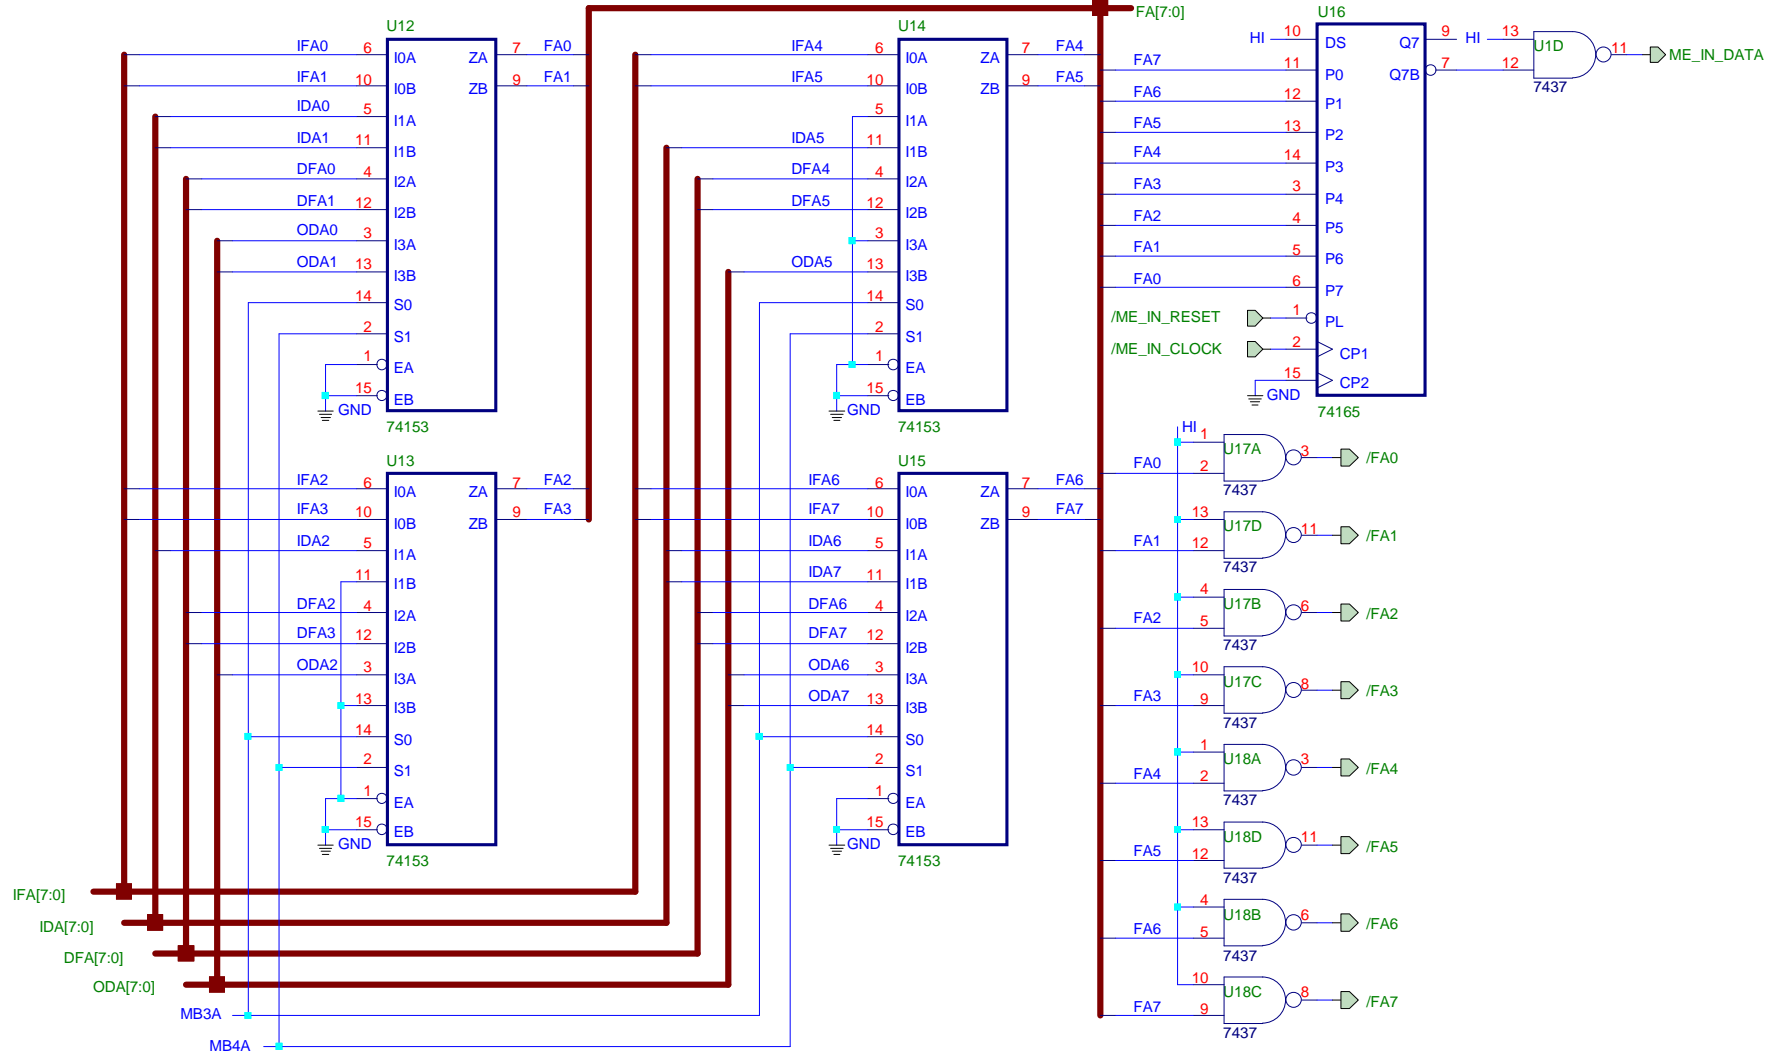 FA[7:0]
U12
IFA0 6 I0A ZA 7 FA0
IFA1 10 I0B ZB 9 FA1
IDA0 5 I1A
IDA1 11 I1B
DFA0 4 I2A
DFA1 12 I2B
ODA0 3 I3A
ODA1 13 I3B
14 S0
2 S1
1 EA
15 EB
GND
74153
U14
IFA4 6 I0A ZA 7 FA4
IFA5 10 I0B ZB 9 FA5
5 I1A
IDA5 11 I1B
DFA4 4 I2A
DFA5 12 I2B
3 I3A
ODA5 13 I3B
14 S0
2 S1
1 EA
15 EB
GND
74153
U16
HI 10 DS Q7 9
FA7 11 P0 Q7B 7
FA6 12 P1
FA5 13 P2
FA4 14 P3
FA3 3 P4
FA2 4 P5
FA1 5 P6
FA0 6 P7
/ME_IN_RESET 1 PL
/ME_IN_CLOCK 2 CP1
15 CP2
GND
74165
HI 13 U1D 11 ME_IN_DATA
12
7437
U13
IFA2 6 I0A ZA 7 FA2
IFA3 10 I0B ZB 9 FA3
IDA2 5 I1A
11 I1B
DFA2 4 I2A
DFA3 12 I2B
ODA2 3 I3A
13 I3B
14 S0
2 S1
1 EA
15 EB
GND
74153
U15
IFA6 6 I0A ZA 7 FA6
IFA7 10 I0B ZB 9 FA7
IDA6 5 I1A
IDA7 11 I1B
DFA6 4 I2A
DFA7 12 I2B
ODA6 3 I3A
ODA7 13 I3B
14 S0
2 S1
1 EA
15 EB
GND
74153
HI
1 U17A 3 /FA0
FA0 2
7437
13 U17D 11 /FA1
FA1 12
7437
4 U17B 6 /FA2
FA2 5
7437
10 U17C 8 /FA3
FA3 9
7437
1 U18A 3 /FA4
FA4 2
7437
13 U18D 11 /FA5
FA5 12
7437
4 U18B 6 /FA6
FA6 5
7437
10 U18C 8 /FA7
FA7 9
7437
IFA[7:0]
IDA[7:0]
DFA[7:0]
ODA[7:0]
MB3A
MB4A